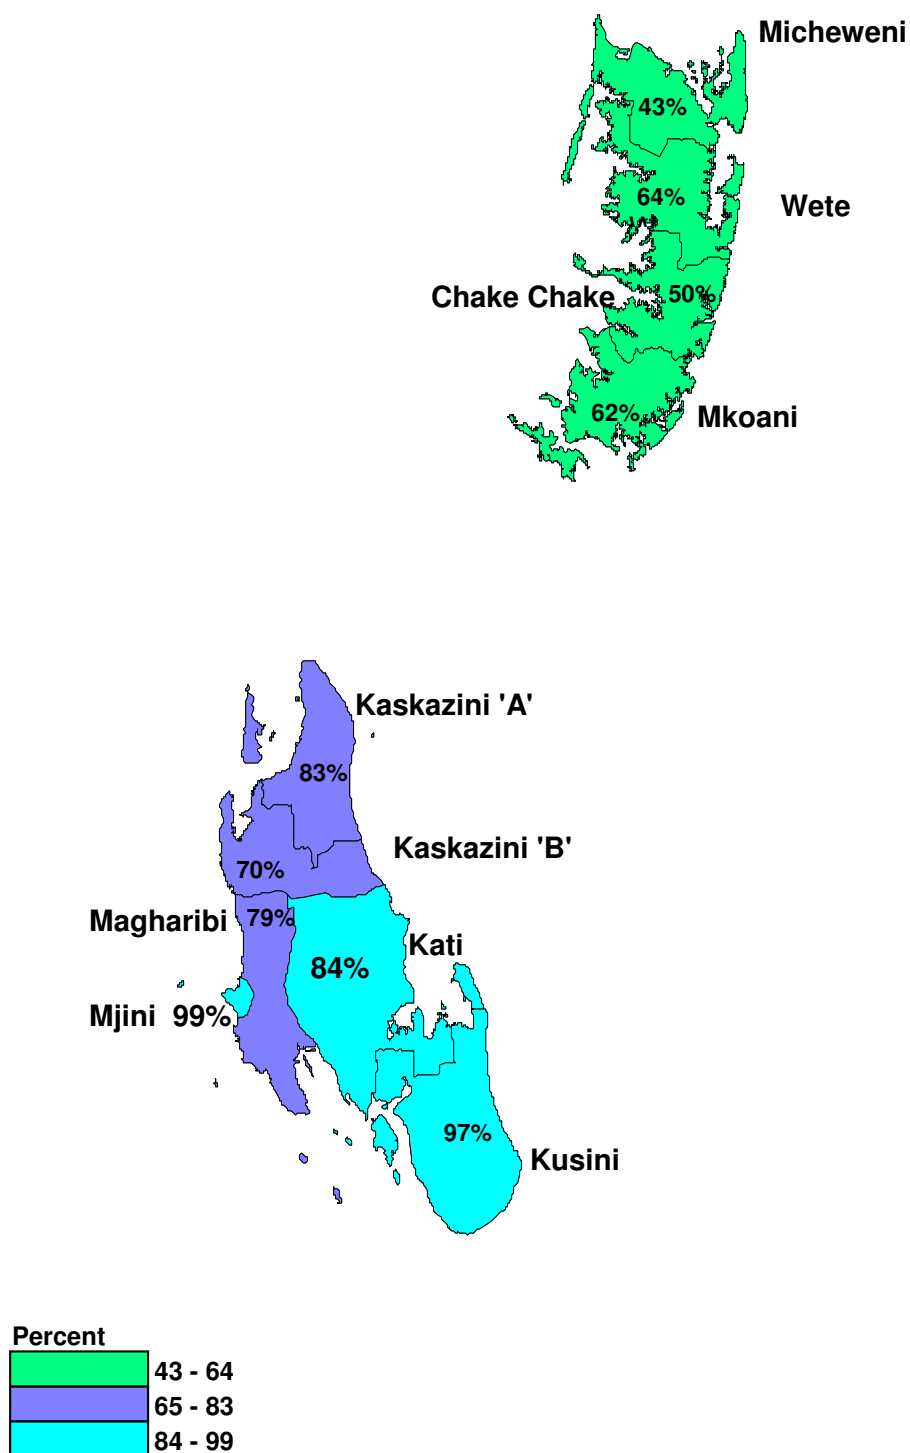 Micheweni
43%
64%
Wete
Chake Chake
50%
62%
Mkoani
Kaskazini 'A'
83%
Kaskazini 'B'
70%
Magharibi
79%
Kati
84%
Mjini 99%
97%
Kusini
Percent
43 - 64
65 - 83
84 - 99